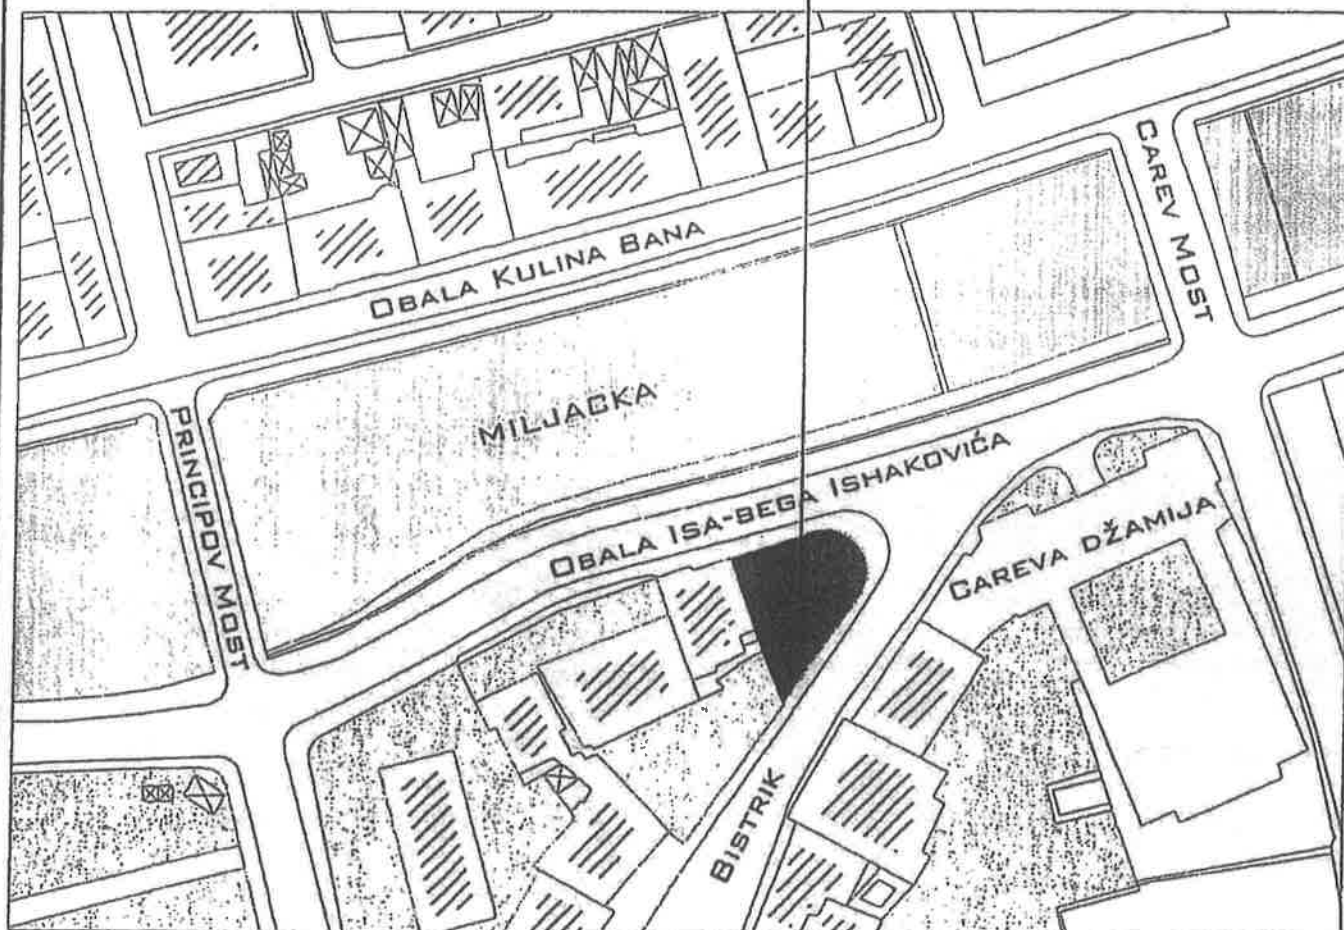 CAREV MOST
OBALA KULINA BANA
MILJACKA
PRINCIPOV MOST
OBALA ISA-BEGA ISHAKOVIĆA
CAREVA DŽAMIJA
BISTRIK